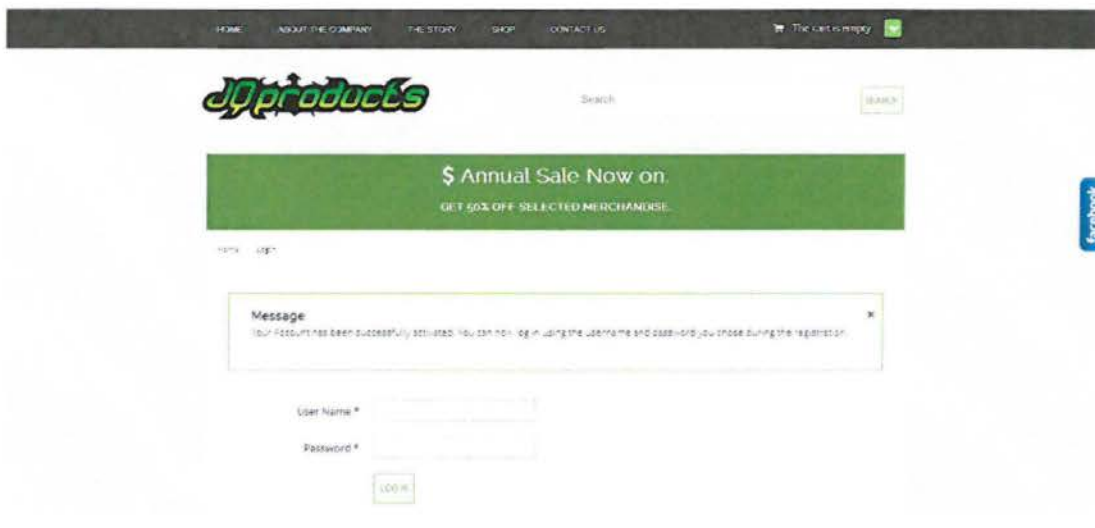 HOME ABOUT THE COMPANY THE STORY SHOP CONTACT US The cart is empty
JQproducts
Search SEARCH
$ Annual Sale Now on.
GET 50% OFF SELECTED MERCHANDISE.
Home Login
facebook
Message ×
Your Account has been successfully activated. You can now log in using the username and password you chose during the registration.
User Name *
Password *
LOG IN